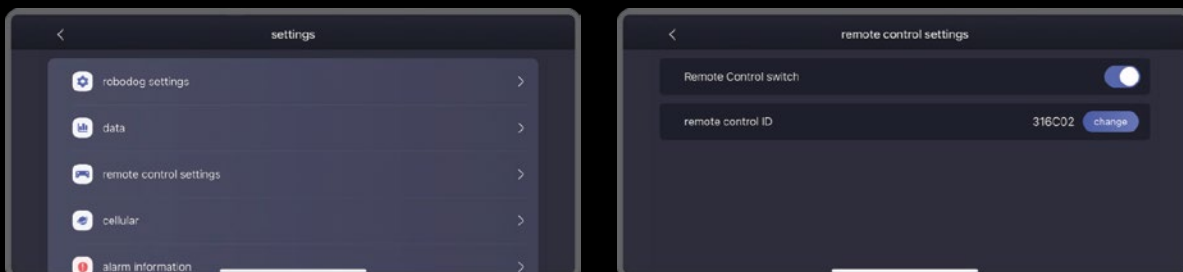 settings
robodog settings
data
remote control settings
cellular
alarm information
remote control settings
Remote Control switch
remote control ID 316C02 change